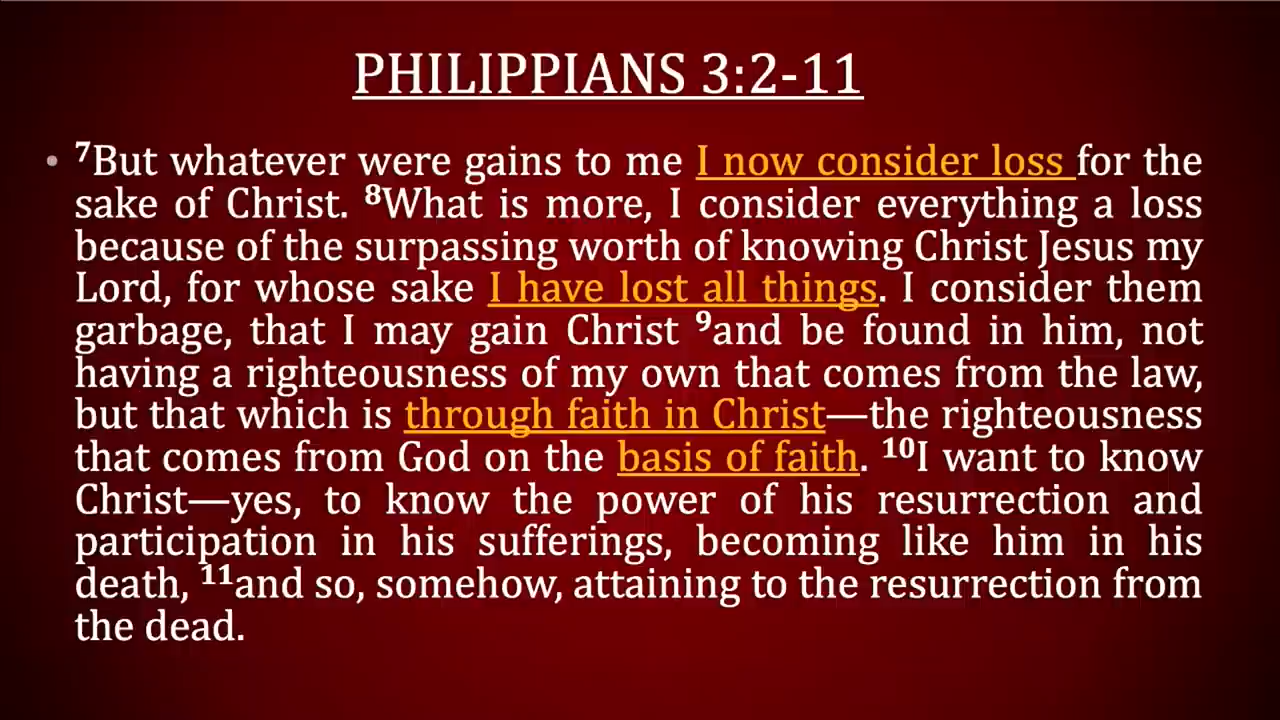 PHILIPPIANS 3:2-11
• ⁷But whatever were gains to me I now consider loss for the
sake of Christ. ⁸What is more, I consider everything a loss
because of the surpassing worth of knowing Christ Jesus my
Lord, for whose sake I have lost all things. I consider them
garbage, that I may gain Christ ⁹and be found in him, not
having a righteousness of my own that comes from the law,
but that which is through faith in Christ—the righteousness
that comes from God on the basis of faith. ¹⁰I want to know
Christ—yes, to know the power of his resurrection and
participation in his sufferings, becoming like him in his
death, ¹¹and so, somehow, attaining to the resurrection from
the dead.